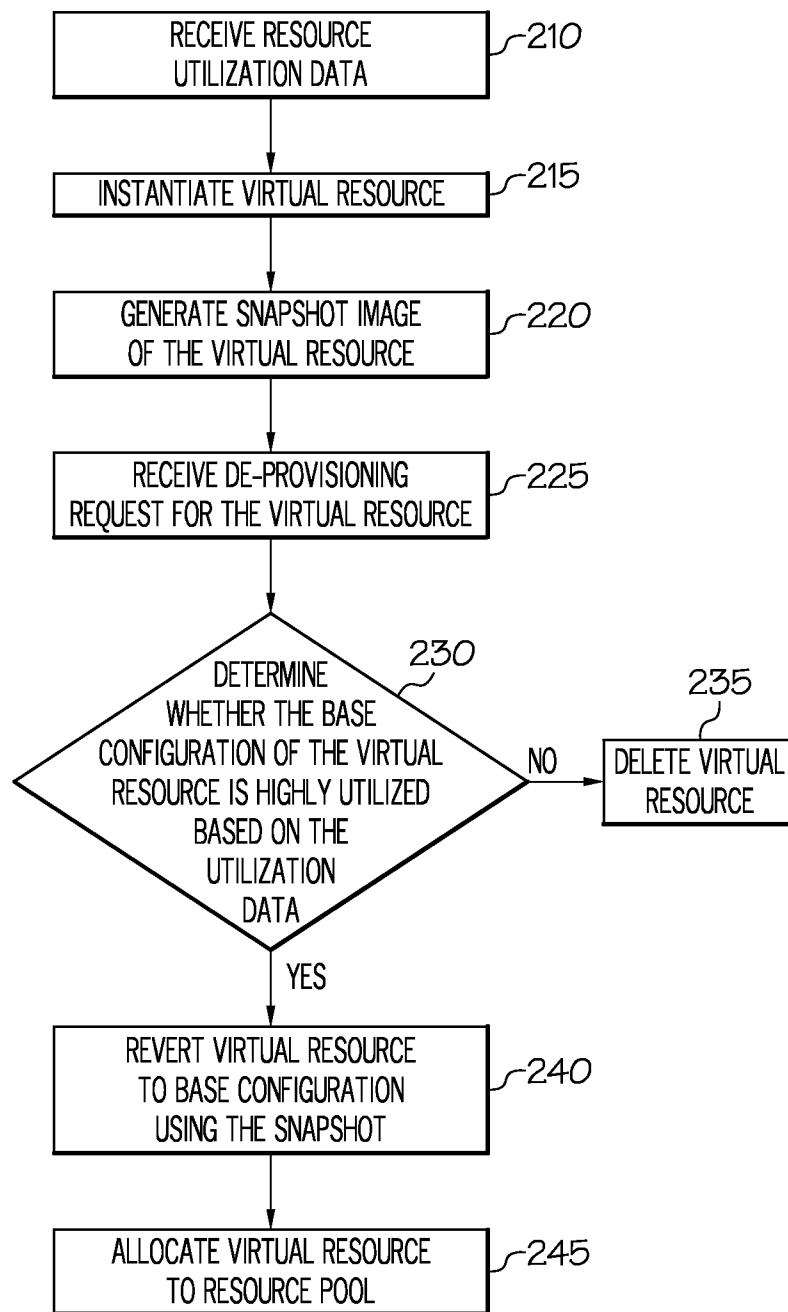 RECEIVE RESOURCE
UTILIZATION DATA
210
INSTANTIATE VIRTUAL RESOURCE
215
GENERATE SNAPSHOT IMAGE
OF THE VIRTUAL RESOURCE
220
RECEIVE DE-PROVISIONING
REQUEST FOR THE VIRTUAL RESOURCE
225
DETERMINE
WHETHER THE BASE
CONFIGURATION OF THE VIRTUAL
RESOURCE IS HIGHLY UTILIZED
BASED ON THE
UTILIZATION
DATA
230
NO
235
DELETE VIRTUAL
RESOURCE
YES
REVERT VIRTUAL RESOURCE
TO BASE CONFIGURATION
USING THE SNAPSHOT
240
ALLOCATE VIRTUAL RESOURCE
TO RESOURCE POOL
245